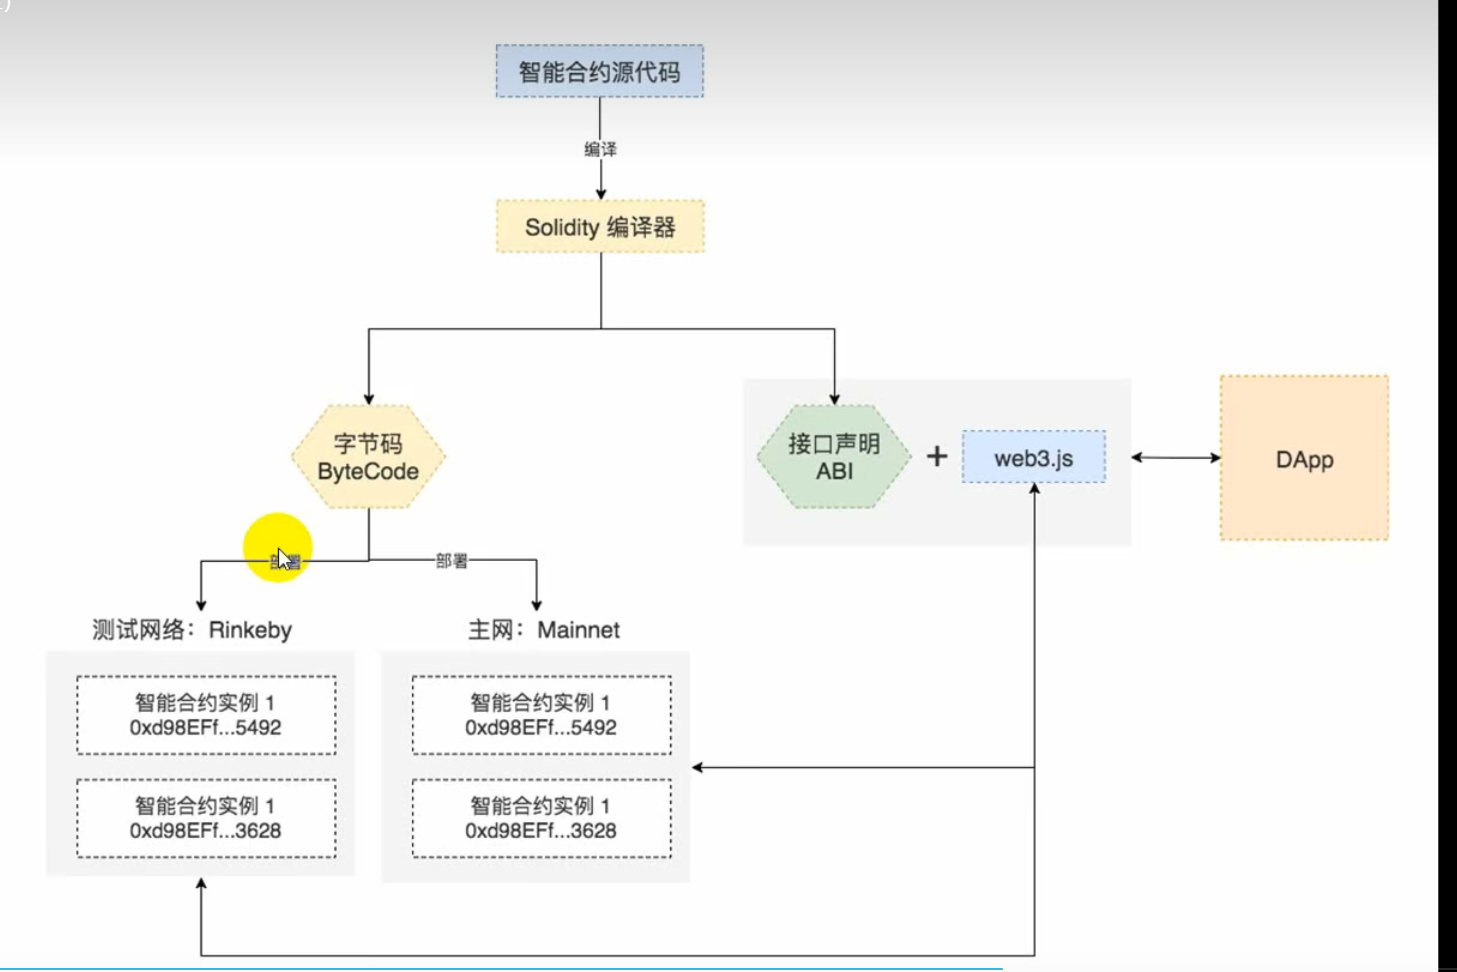 智能合约源代码
编译
Solidity 编译器
字节码
ByteCode
接口声明
ABI
+
web3.js
DApp
部署
部署
测试网络：Rinkeby
主网：Mainnet
智能合约实例 1
0xd98EFf...5492
智能合约实例 1
0xd98EFf...3628
智能合约实例 1
0xd98EFf...5492
智能合约实例 1
0xd98EFf...3628